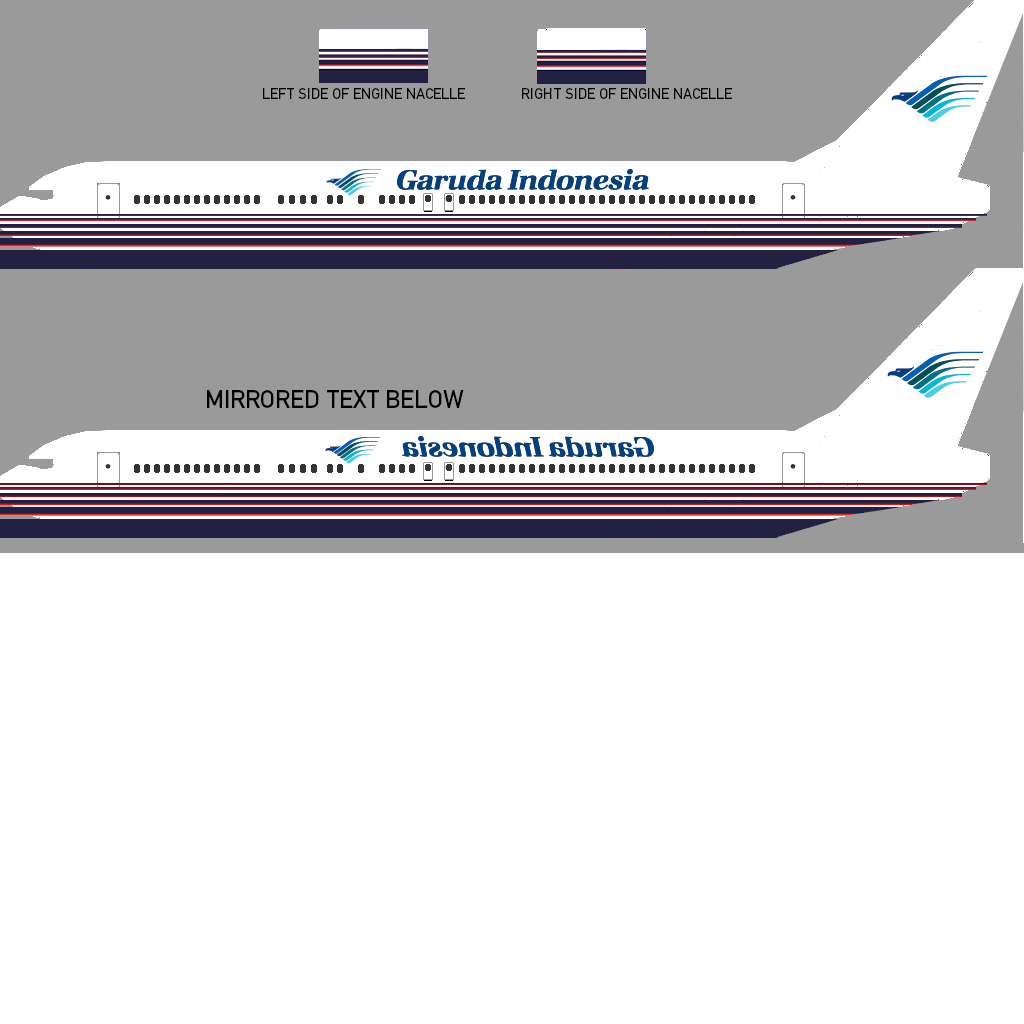 LEFT SIDE OF ENGINE NACELLE
RIGHT SIDE OF ENGINE NACELLE
Garuda Indonesia
MIRRORED TEXT BELOW
Garuda Indonesia